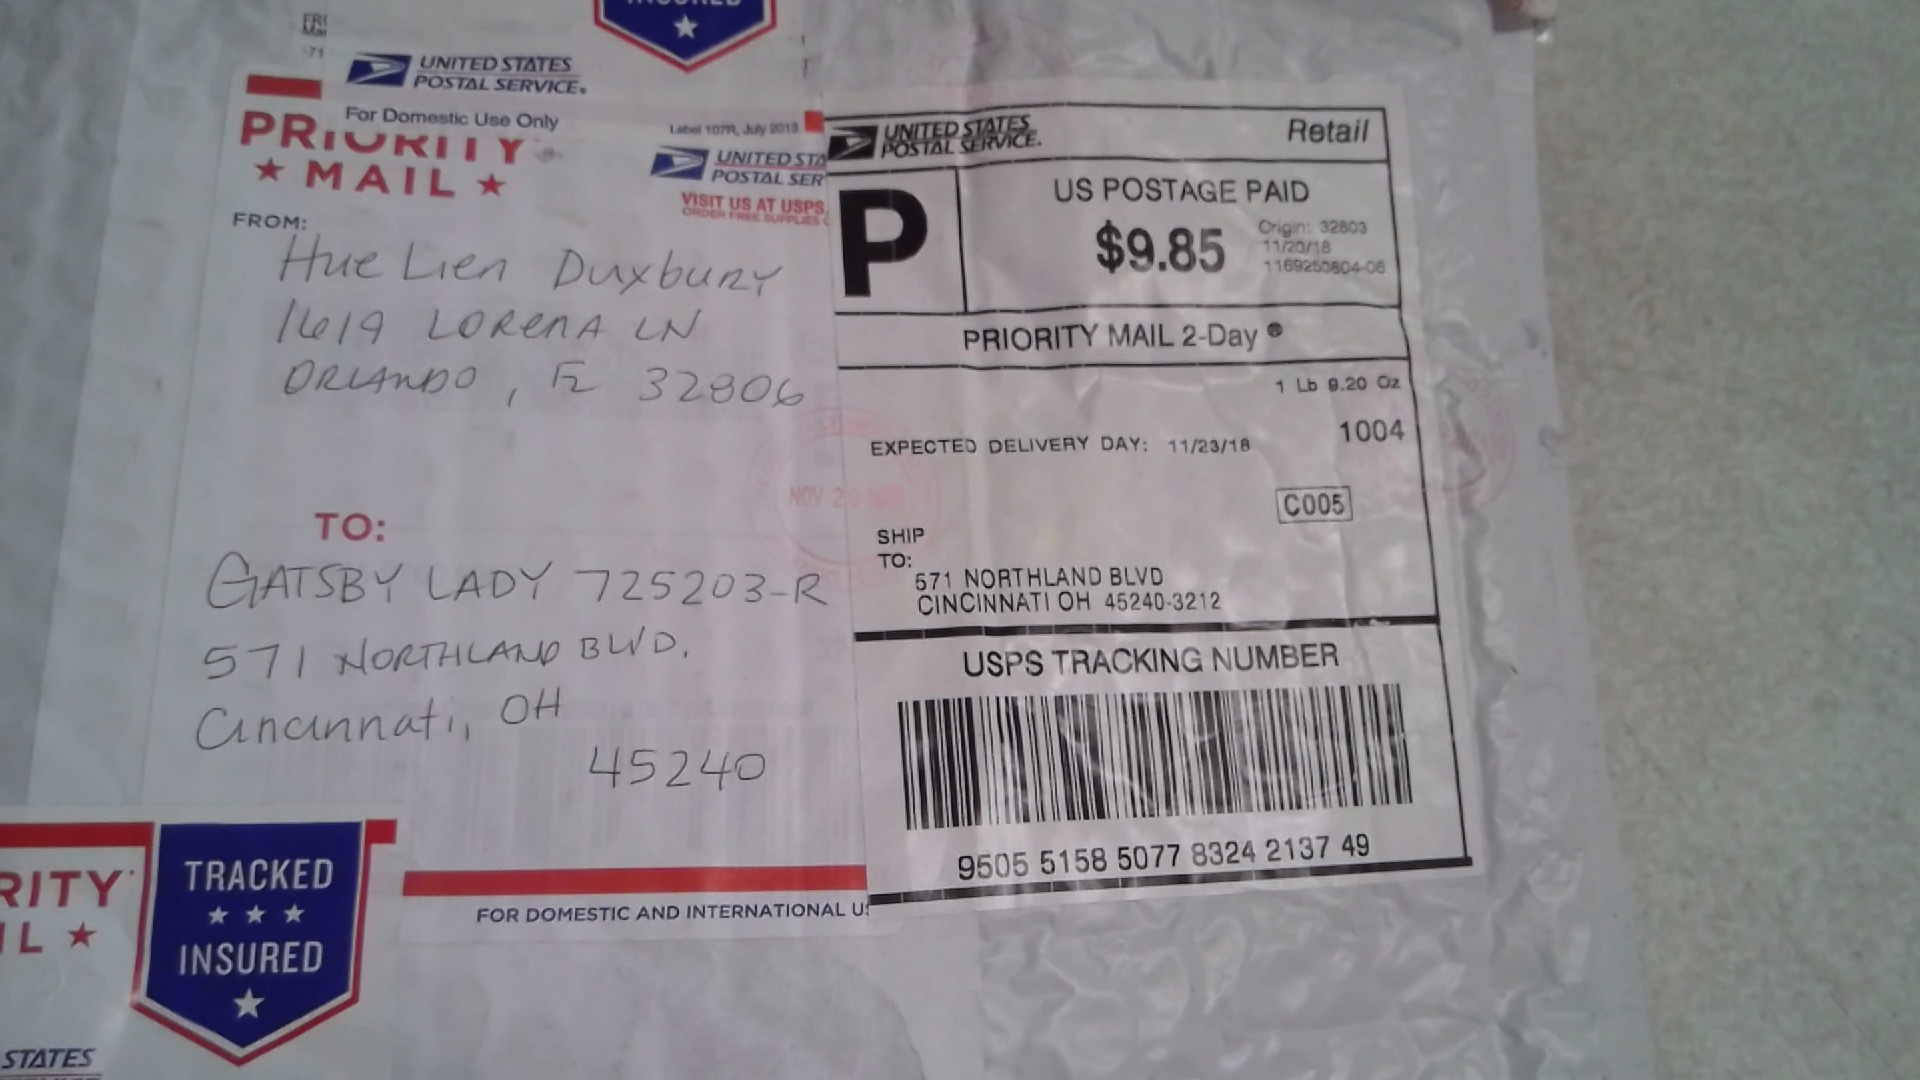 UNITED STATES
POSTAL SERVICE.
For Domestic Use Only
Label 107R, July 2013
PRIORITY
★ MAIL ★
UNITED STA
POSTAL SER
VISIT US AT USPS.
ORDER FREE SUPPLIES
FROM:
Hue Lien Duxbury
1619 LORENA LN
ORLANDO, FL 32806
TO:
GATSBY LADY 725203-R
571 NORTHLAND BLVD.
Cincinnati, OH
45240
FOR DOMESTIC AND INTERNATIONAL
RITY
IL ★
TRACKED
★ ★ ★
INSURED
★
STATES
UNITED STATES
POSTAL SERVICE.
Retail
P
US POSTAGE PAID
$9.85
Origin: 32803
11/20/18
1169250804-06
PRIORITY MAIL 2-Day ®
1 Lb 9.20 Oz
1004
EXPECTED DELIVERY DAY: 11/23/18
C005
SHIP
TO:
571 NORTHLAND BLVD
CINCINNATI OH 45240-3212
USPS TRACKING NUMBER
9505 5158 5077 8324 2137 49